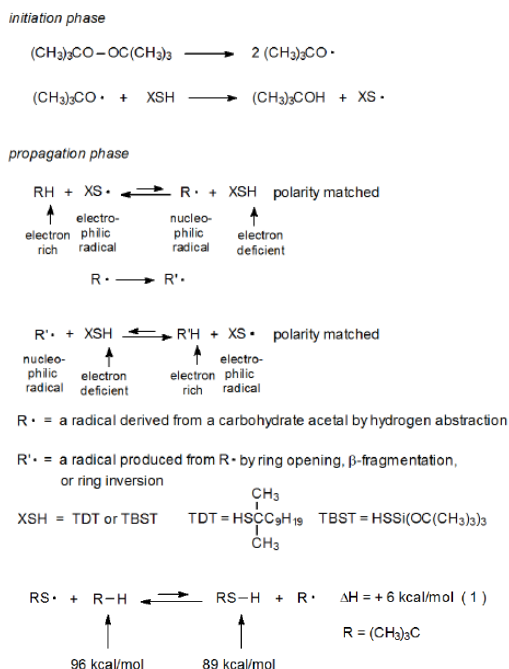 initiation phase
(CH3)3CO – OC(CH3)3 ⟶ 2 (CH3)3CO •
(CH3)3CO • + XSH ⟶ (CH3)3COH + XS •
propagation phase
RH + XS • ⇌ R • + XSH polarity matched
electron rich
electro-philic radical
nucleo-philic radical
electron deficient
R • ⟶ R' •
R' • + XSH ⇌ R'H + XS • polarity matched
nucleo-philic radical
electron deficient
electron rich
electro-philic radical
R • = a radical derived from a carbohydrate acetal by hydrogen abstraction
R' • = a radical produced from R • by ring opening, β-fragmentation,
or ring inversion
CH3
XSH = TDT or TBST TDT = HSCC9H19 TBST = HSSi(OC(CH3)3)3
CH3
RS • + R–H ⇌ RS–H + R • ΔH = + 6 kcal/mol ( 1 )
R = (CH3)3C
96 kcal/mol 89 kcal/mol